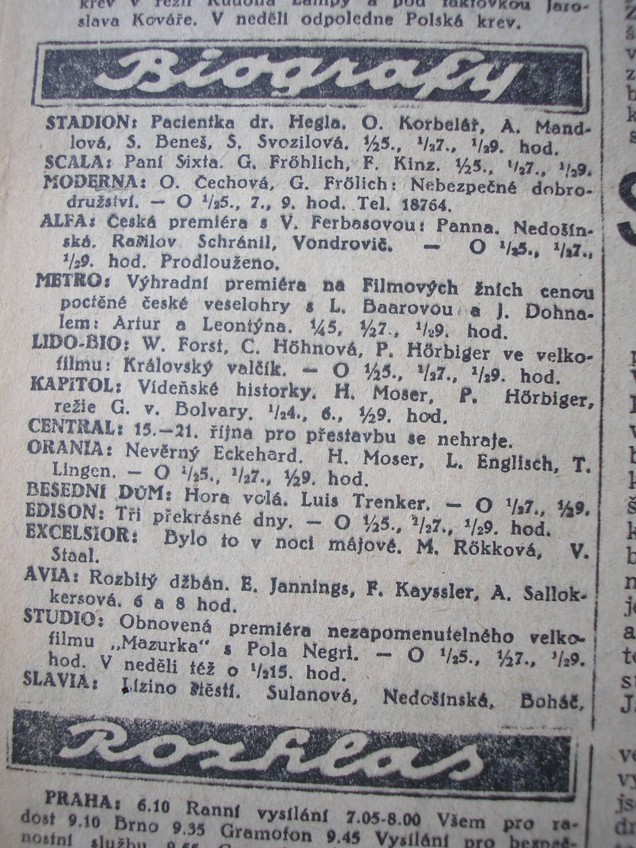 krev v režii Rudolfa Lampy a pod taktovkou Jaro-
slava Kováře. V neděli odpoledne Polská krev.
Biografy
STADION: Pacientka dr. Hegla. O. Korbelář, A. Mand-
lová, S. Beneš, S. Svozilová. ½5., ½7., ½9. hod.
SCALA: Paní Sixta. G. Fröhlich, F. Kinz. ½5., ½7., ½9.
MODERNA: O. Čechová, G. Frölich: Nebezpečné dobro-
družství. — O ½5., 7., 9. hod. Tel. 18764.
ALFA: Česká premiéra s V. Ferbasovou: Panna. Nedošin-
ská. Rašilov Schránil, Vondrovič. — O ½5., ½7.,
½9. hod. Prodlouženo.
METRO: Výhradní premiéra na Filmových žních cenou
poctěné české veselohry s L. Baarovou a J. Dohna-
lem: Artur a Leontýna. ¼5, ½7., ½9. hod.
LIDO-BIO: W. Forst, C. Höhnová, P. Hörbiger ve velko-
filmu: Královský valčík. — O ½5., ½7., ½9. hod.
KAPITOL: Vídeňské historky. H. Moser, P. Hörbiger,
režie G. v. Bolvary. ½4., 6., ½9. hod.
CENTRAL: 15.—21. října pro přestavbu se nehraje.
ORANIA: Nevěrný Eckehard. H. Moser, L. Englisch, T.
Lingen. — O ½5., ½7., ½9. hod.
BESEDNÍ DŮM: Hora volá. Luis Trenker. — O ½7., ½9.
EDISON: Tři překrásné dny. — O ½5., ½7., ½9. hod.
EXCELSIOR: Bylo to v noci májové. M. Rökková, V.
Staal.
AVIA: Rozbitý džbán. E. Jannings, F. Kayssler, A. Sallok-
kersová. 6 a 8 hod.
STUDIO: Obnovená premiéra nezapomenutelného velko-
filmu „Mazurka“ s Pola Negri. — O ½5., ½7., ½9.
hod. V neděli též o ½15. hod.
SLAVIA: Lízino štěstí. Sulanová, Nedošínská, Boháč,
Rozhlas
PRAHA: 6.10 Ranní vysílání 7.05-8.00 Všem pro ra-
dost 9.10 Brno 9.35 Gramofon 9.45 Vysílání pro bezpeč-
nostní službu